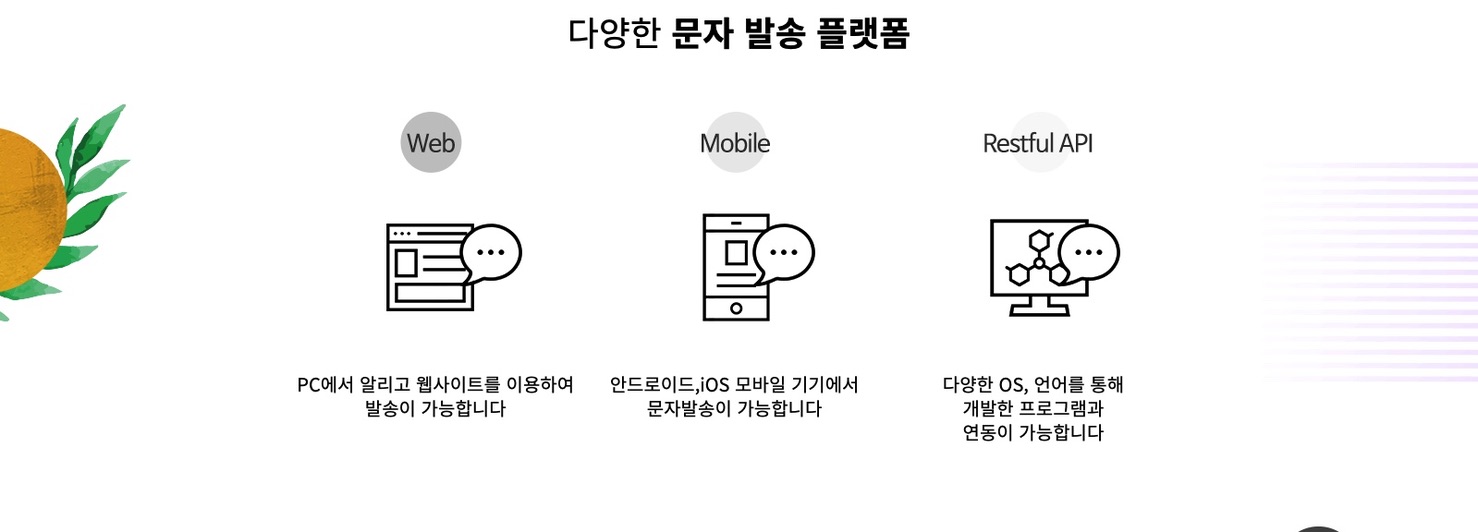 다양한 문자 발송 플랫폼
Web
Mobile
Restful API
PC에서 알리고 웹사이트를 이용하여
발송이 가능합니다
안드로이드,iOS 모바일 기기에서
문자발송이 가능합니다
다양한 OS, 언어를 통해
개발한 프로그램과
연동이 가능합니다